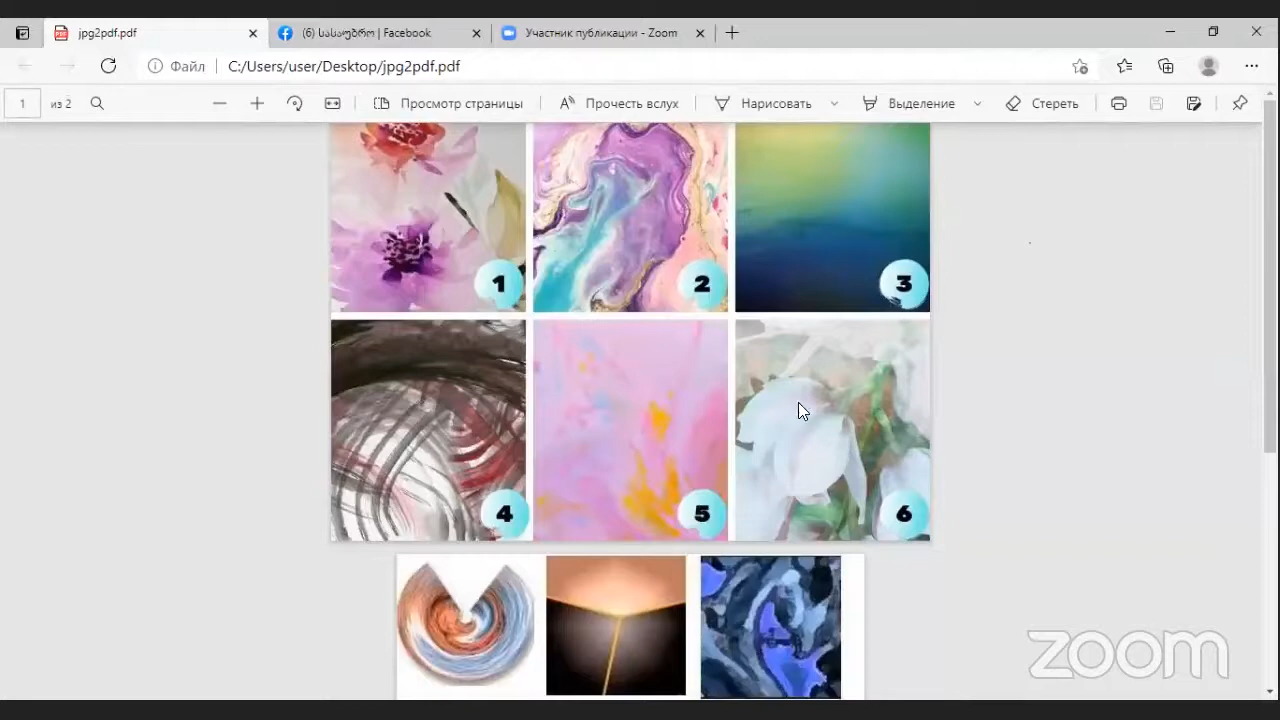 jpg2pdf.pdf
(6) სასაუბრო | Facebook
Участник публикации - Zoom
Файл
C:/Users/user/Desktop/jpg2pdf.pdf
1 из 2
Просмотр страницы
Прочесть вслух
Нарисовать
Выделение
Стереть
1
2
3
4
5
6
zoom